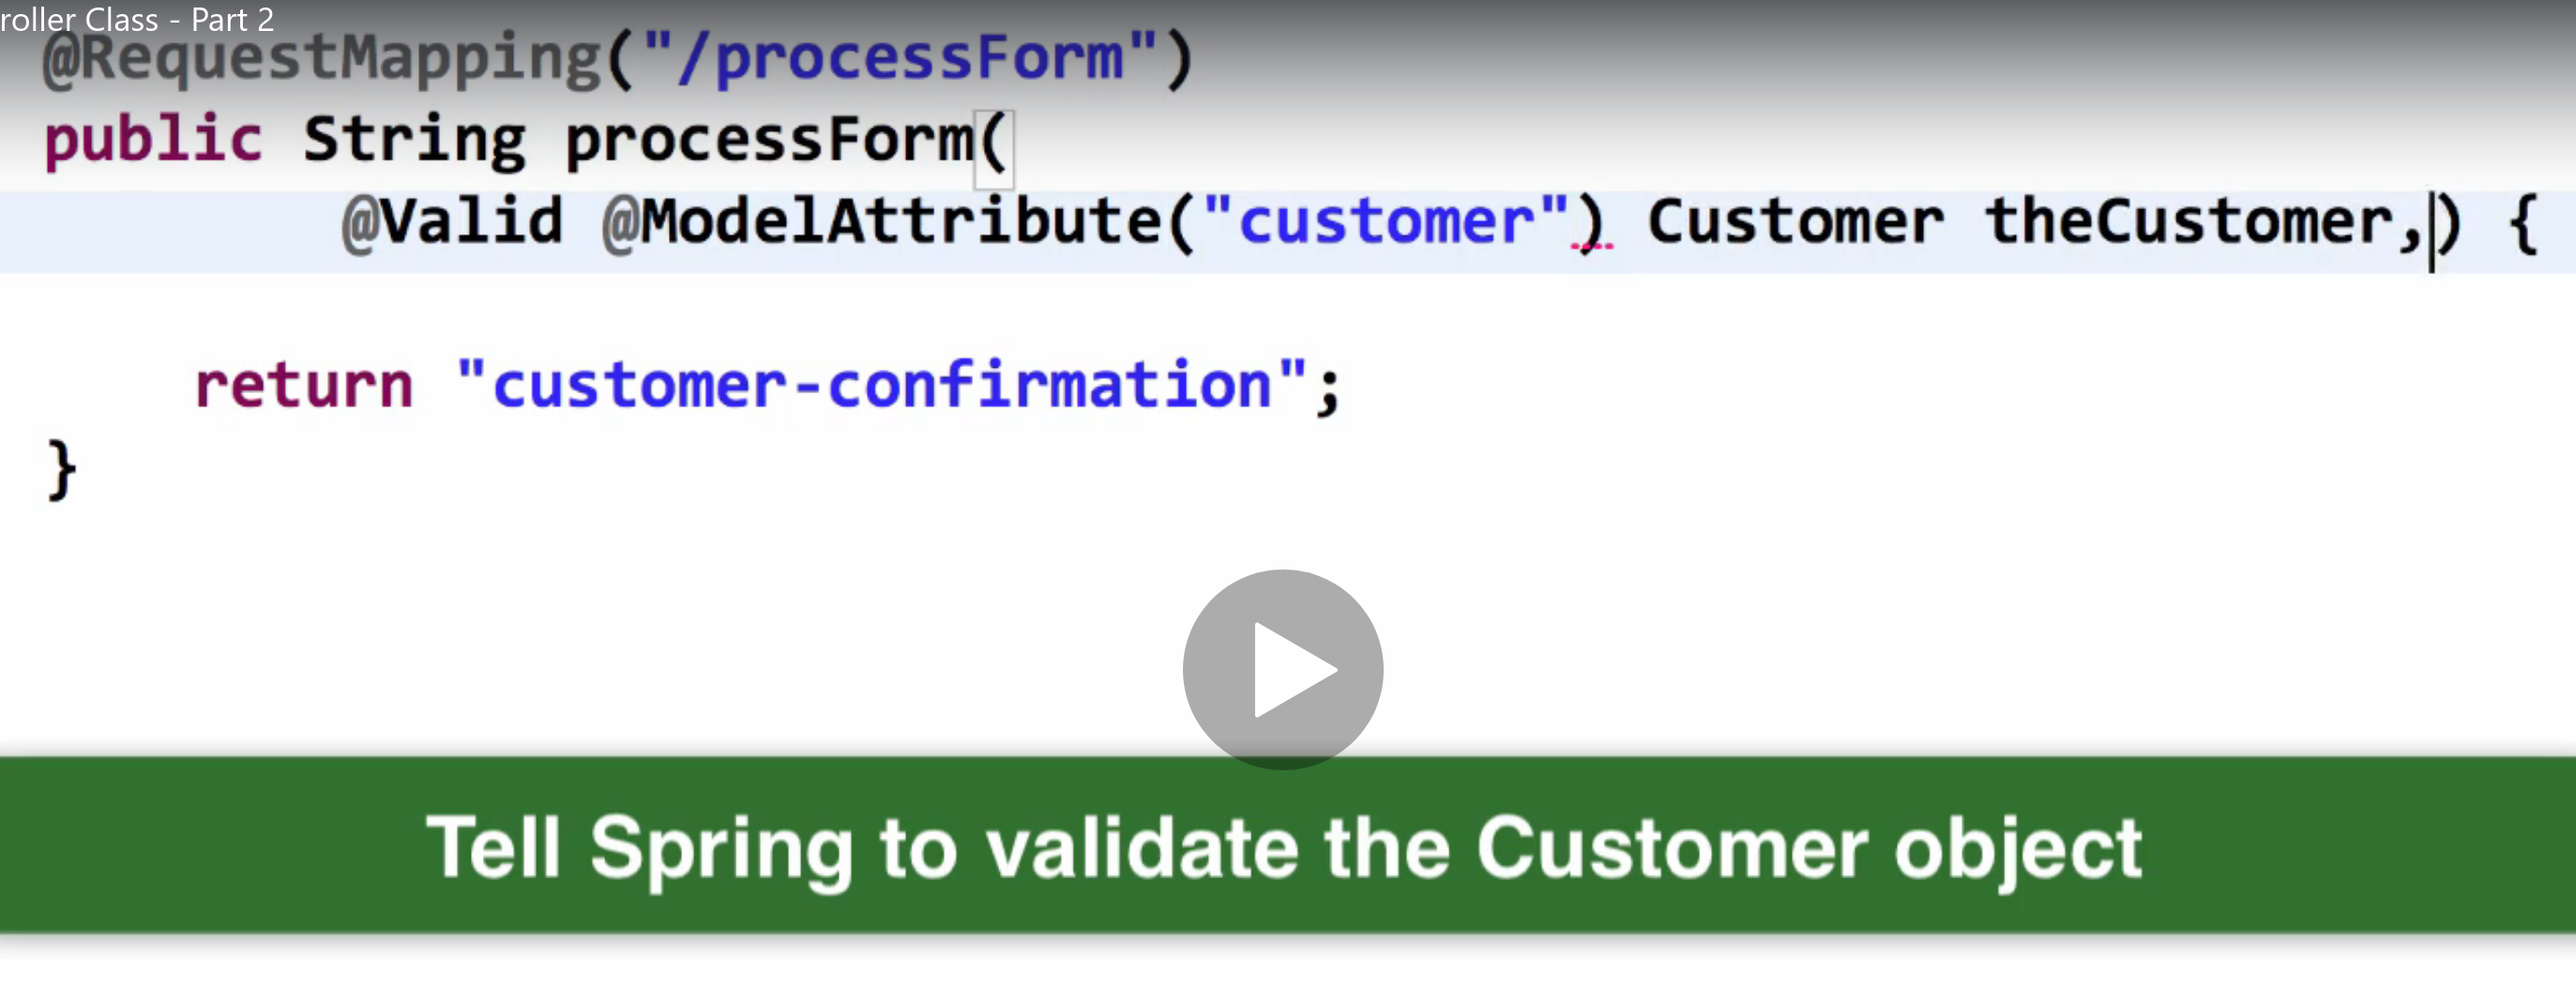 roller Class - Part 2
@RequestMapping("/processForm")
public String processForm(
@Valid @ModelAttribute("customer") Customer theCustomer,) {
return "customer-confirmation";
}
Tell Spring to validate the Customer object